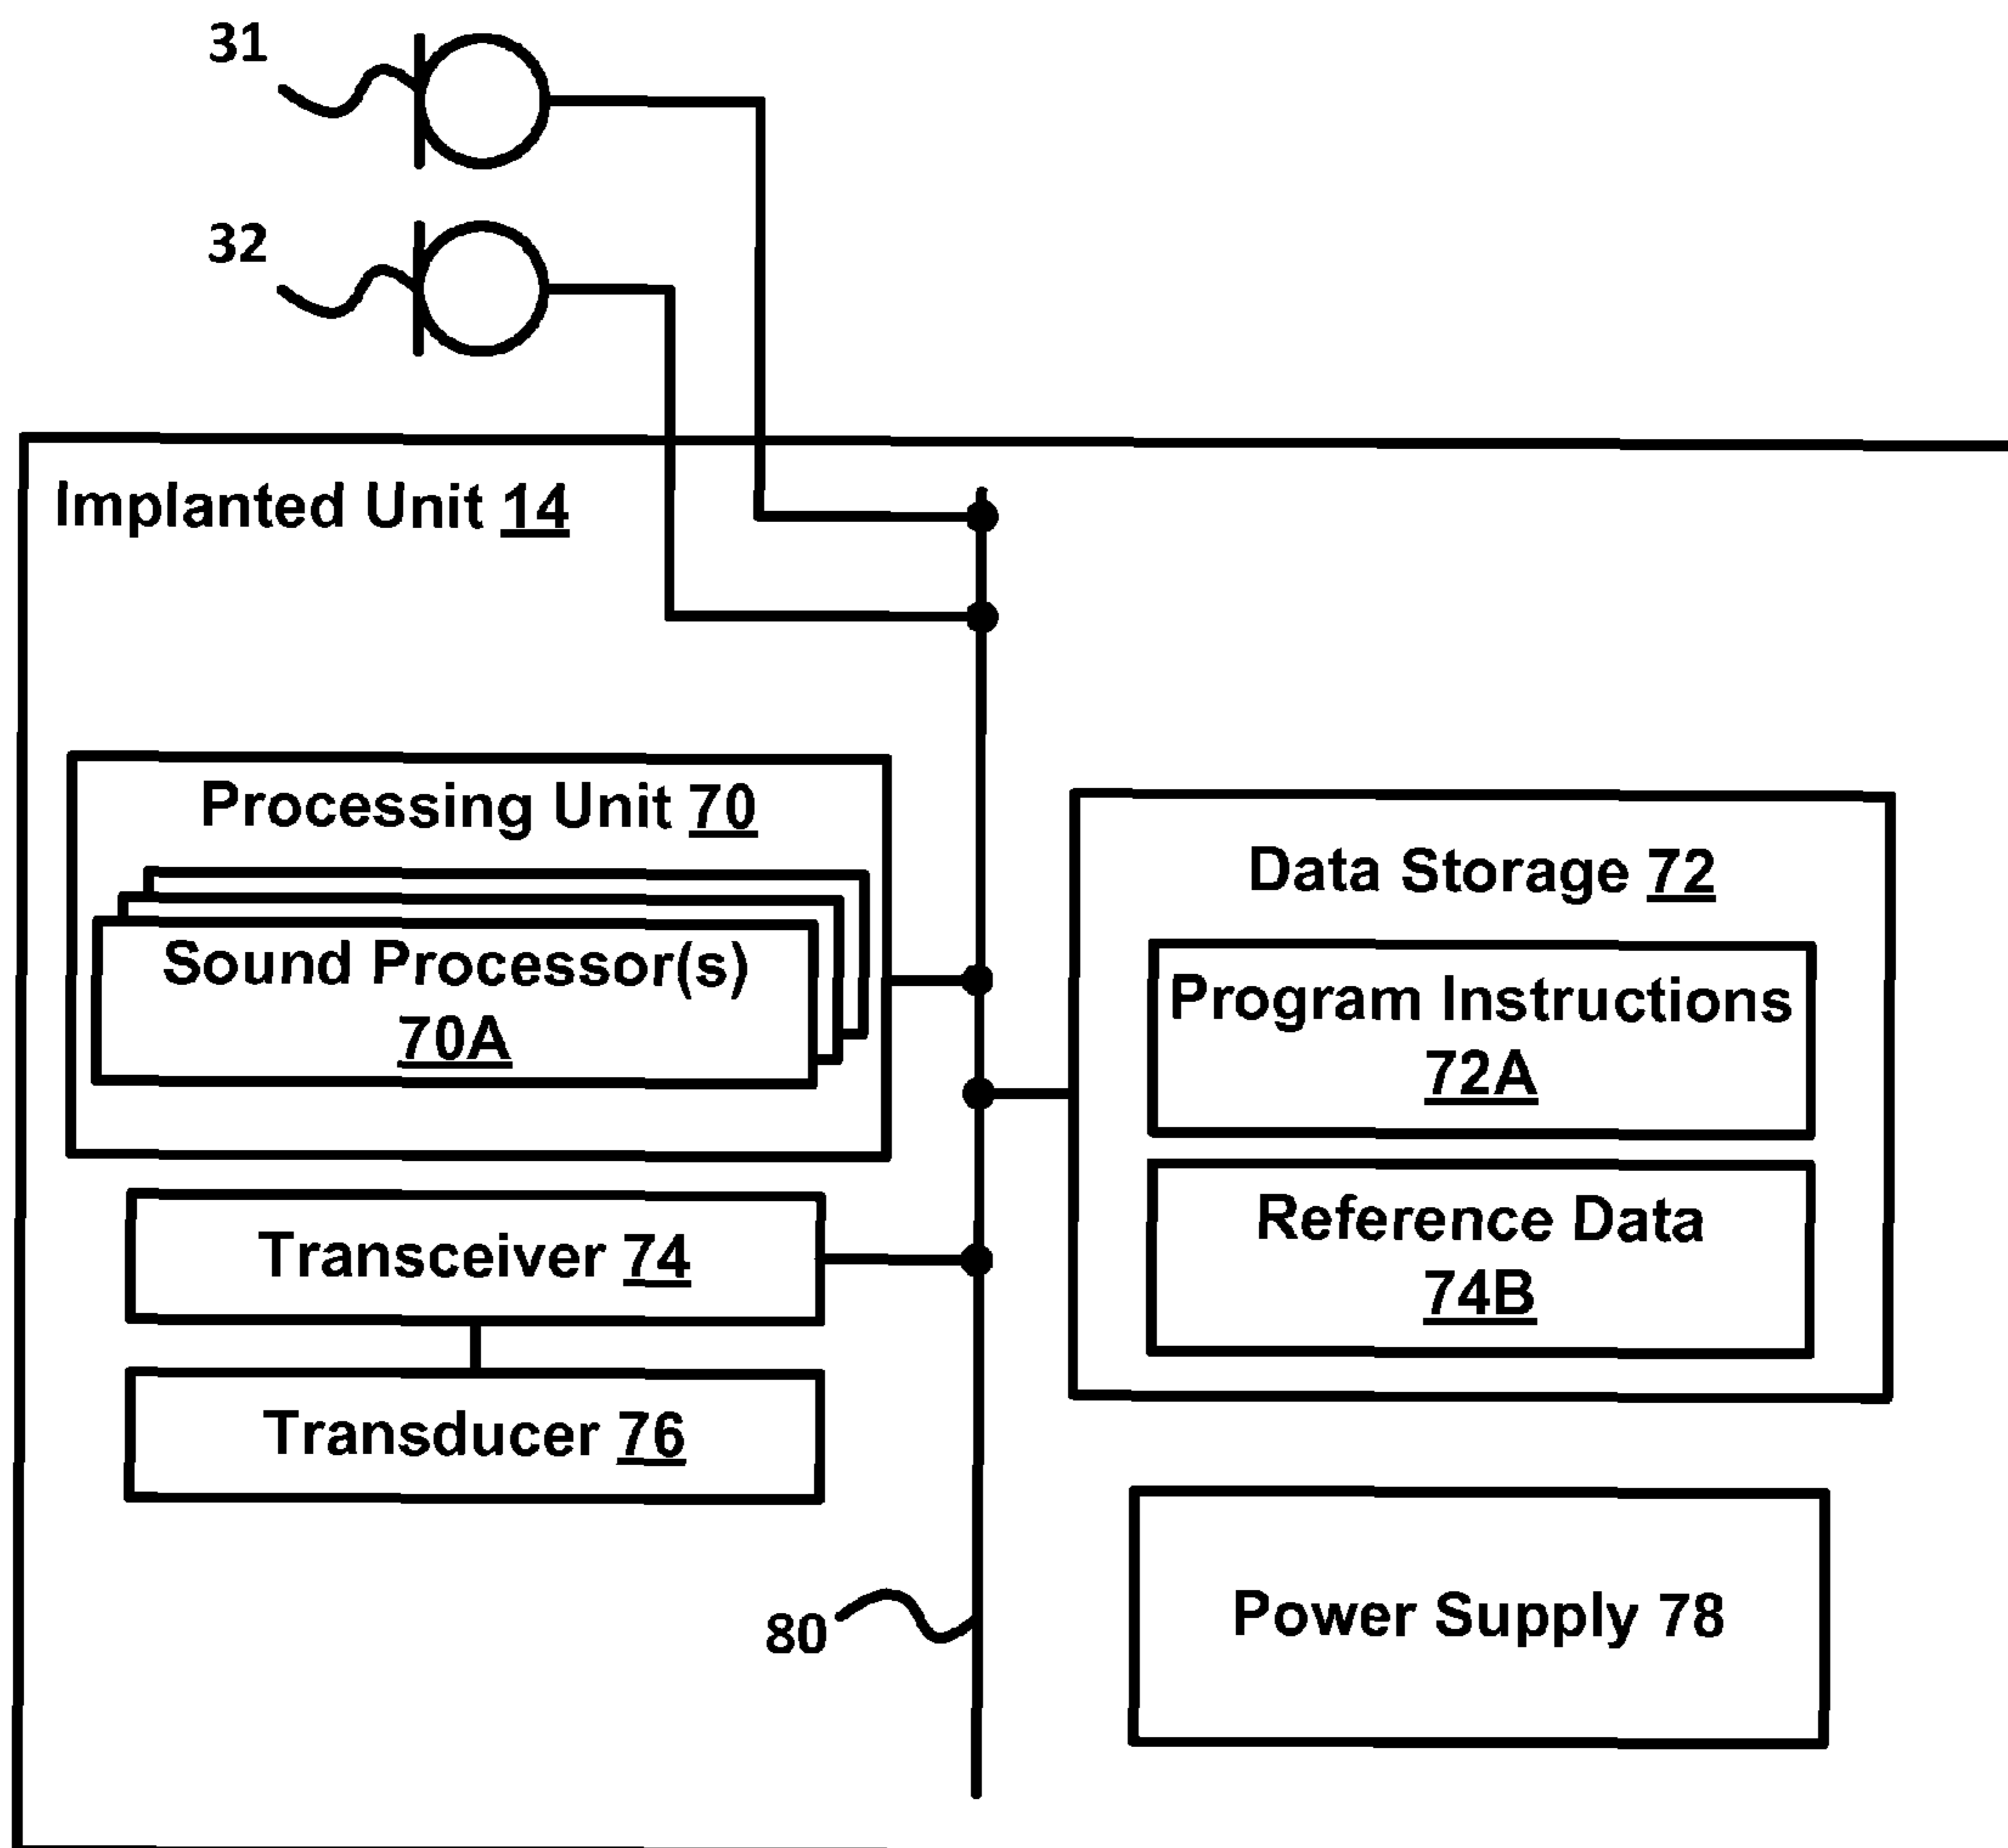 31
32
Implanted Unit 14
Processing Unit 70
Sound Processor(s)
70A
Data Storage 72
Program Instructions
72A
Reference Data
74B
Transceiver 74
Transducer 76
80
Power Supply 78